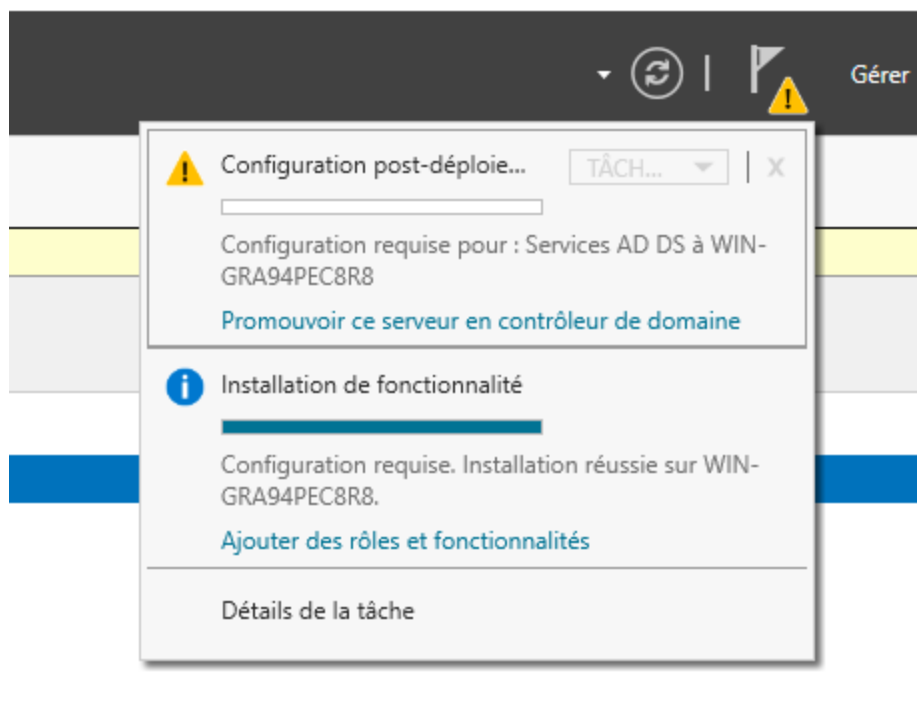 Gérer
Configuration post-déploie...
TÂCH...
X
Configuration requise pour : Services AD DS à WIN-
GRA94PEC8R8
Promouvoir ce serveur en contrôleur de domaine
Installation de fonctionnalité
Configuration requise. Installation réussie sur WIN-
GRA94PEC8R8.
Ajouter des rôles et fonctionnalités
Détails de la tâche